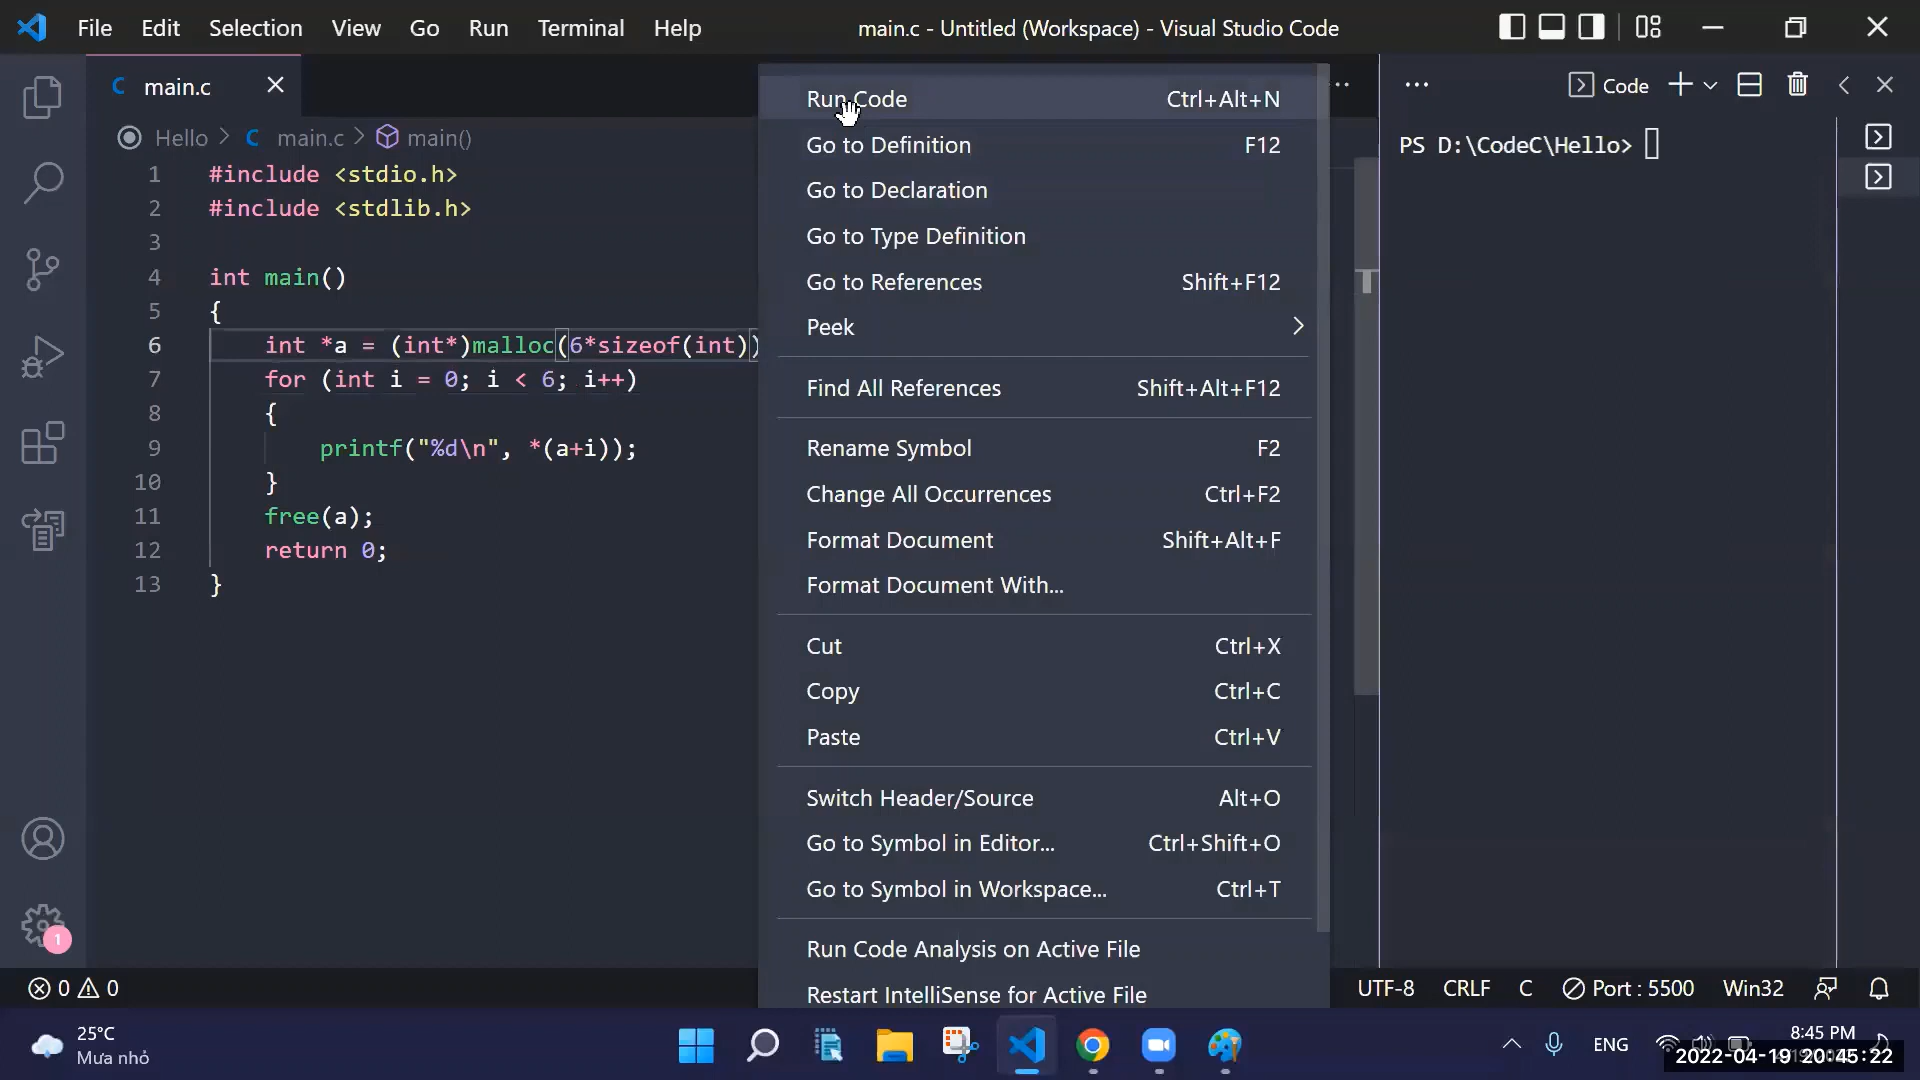 File Edit Selection View Go Run Terminal Help main.c - Untitled (Workspace) - Visual Studio Code
main.c
Hello > main.c > main()
1 #include <stdio.h>
2 #include <stdlib.h>
3
4 int main()
5 {
6 int *a = (int*)malloc(6*sizeof(int))
7 for (int i = 0; i < 6; i++)
8 {
9 printf("%d\n", *(a+i));
10 }
11 free(a);
12 return 0;
13 }
Run Code Ctrl+Alt+N
Go to Definition F12
Go to Declaration
Go to Type Definition
Go to References Shift+F12
Peek
Find All References Shift+Alt+F12
Rename Symbol F2
Change All Occurrences Ctrl+F2
Format Document Shift+Alt+F
Format Document With...
Cut Ctrl+X
Copy Ctrl+C
Paste Ctrl+V
Switch Header/Source Alt+O
Go to Symbol in Editor... Ctrl+Shift+O
Go to Symbol in Workspace... Ctrl+T
Run Code Analysis on Active File
Restart IntelliSense for Active File
Code
PS D:\CodeC\Hello>
1
0 0 UTF-8 CRLF C Port : 5500 Win32
25°C
Mưa nhỏ
ENG
8:45 PM
2022-04-19 20:45:22